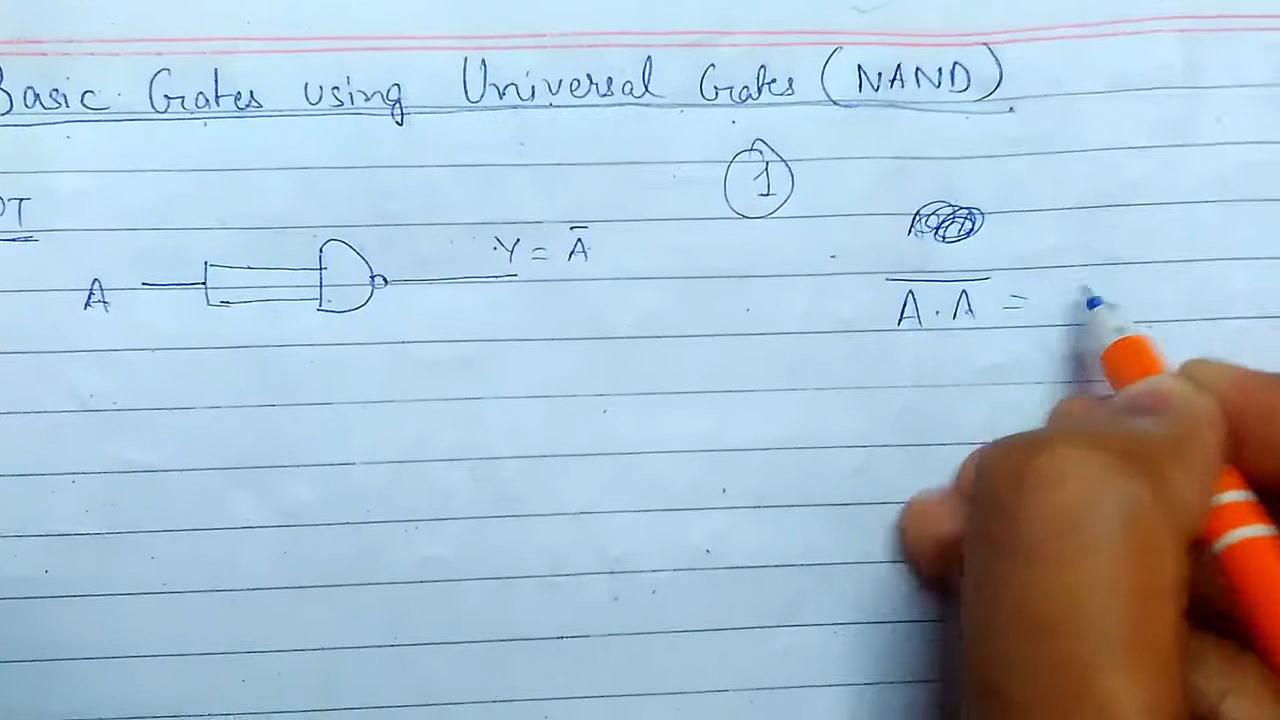 Basic Gates using Universal Gates (NAND)
1
OT
A
Y = A̅
A̅.̅A̅ =